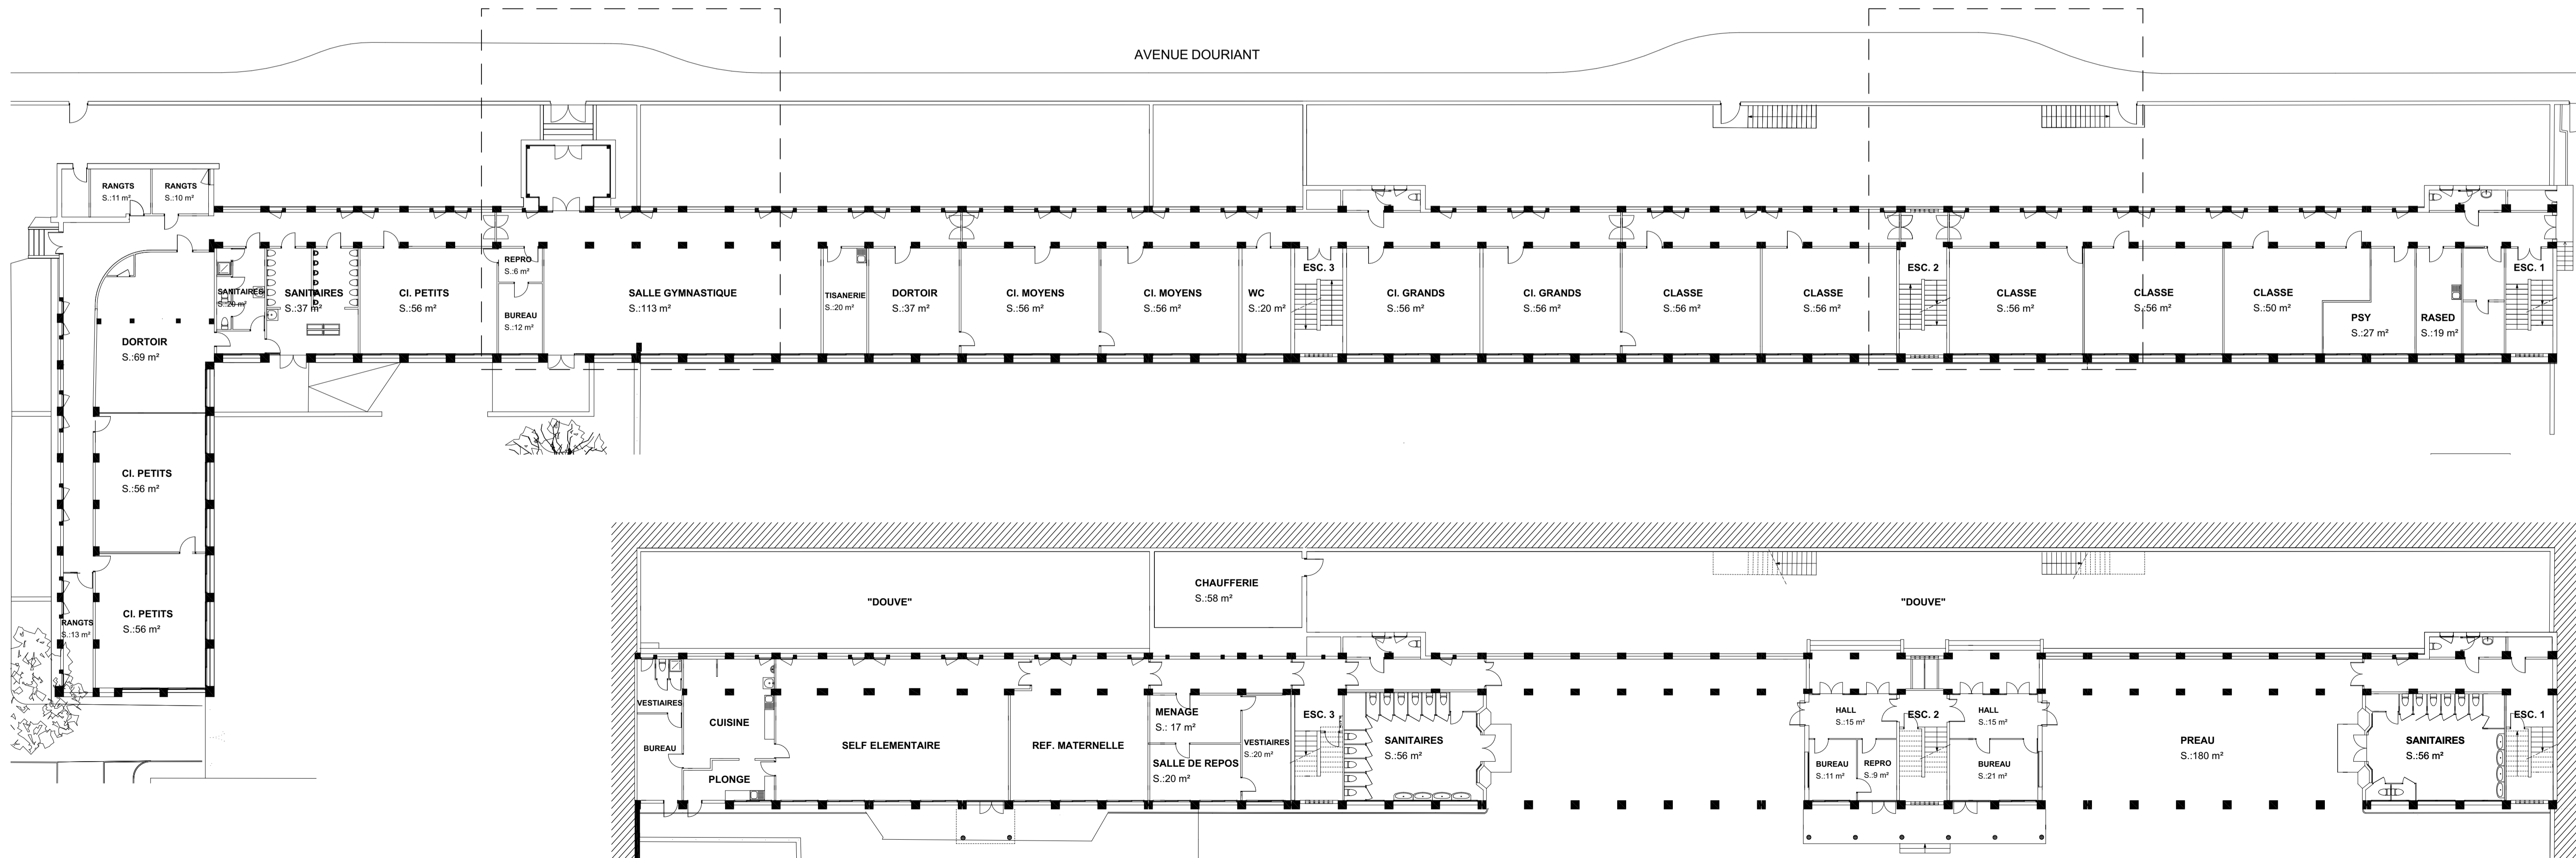 AVENUE DOURIANT
RANGTS
S.:11 m²
RANGTS
S.:10 m²
SANITAIRES
S.:20 m²
SANITAIRES
S.:37 m²
Cl. PETITS
S.:56 m²
REPRO
S.:6 m²
BUREAU
S.:12 m²
SALLE GYMNASTIQUE
S.:113 m²
TISANERIE
S.:20 m²
DORTOIR
S.:37 m²
Cl. MOYENS
S.:56 m²
Cl. MOYENS
S.:56 m²
WC
S.:20 m²
ESC. 3
Cl. GRANDS
S.:56 m²
Cl. GRANDS
S.:56 m²
CLASSE
S.:56 m²
CLASSE
S.:56 m²
ESC. 2
CLASSE
S.:56 m²
CLASSE
S.:56 m²
CLASSE
S.:50 m²
PSY
S.:27 m²
RASED
S.:19 m²
ESC. 1
DORTOIR
S.:69 m²
Cl. PETITS
S.:56 m²
Cl. PETITS
S.:56 m²
RANGTS
S.:13 m²
"DOUVE"
CHAUFFERIE
S.:58 m²
"DOUVE"
VESTIAIRES
BUREAU
CUISINE
PLONGE
SELF ELEMENTAIRE
REF. MATERNELLE
MENAGE
S.: 17 m²
SALLE DE REPOS
S.:20 m²
VESTIAIRES
S.:20 m²
ESC. 3
SANITAIRES
S.:56 m²
HALL
S.:15 m²
BUREAU
S.:11 m²
REPRO
S.:9 m²
ESC. 2
HALL
S.:15 m²
BUREAU
S.:21 m²
PREAU
S.:180 m²
SANITAIRES
S.:56 m²
ESC. 1